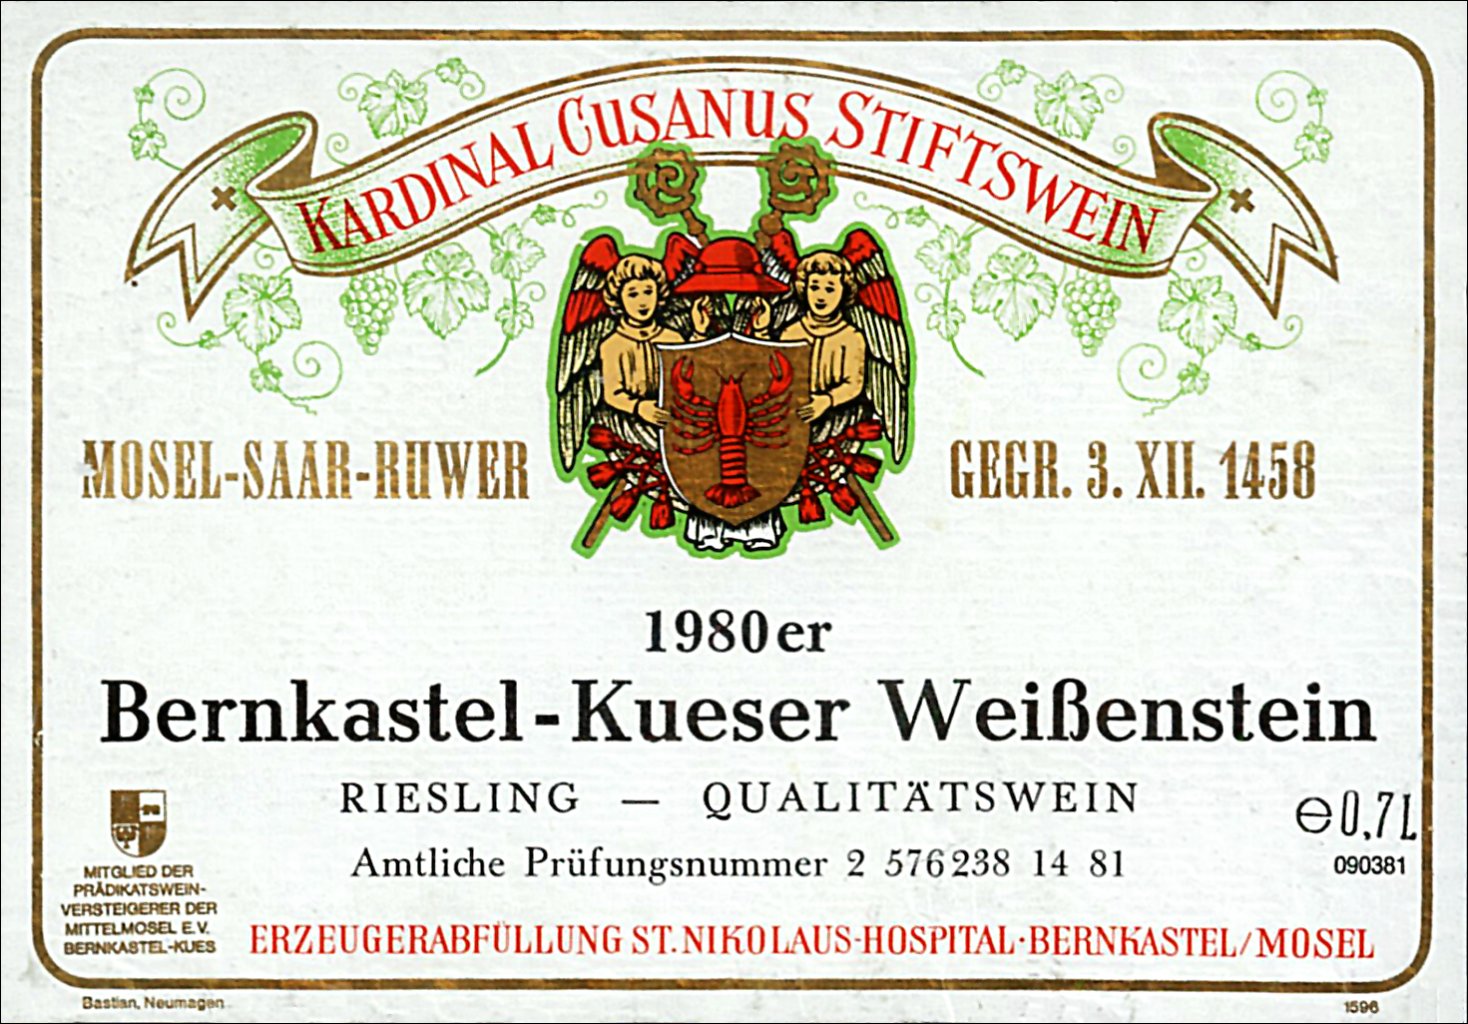 KARDINAL CUSANUS STIFTSWEIN
MOSEL-SAAR-RUWER
GEGR. 3. XII. 1458
1980er
Bernkastel-Kueser Weißenstein
RIESLING — QUALITÄTSWEIN
℮ 0,7 L
Amtliche Prüfungsnummer 2 576238 14 81
090381
MITGLIED DER
PRÄDIKATSWEIN-
VERSTEIGERER DER
MITTELMOSEL E.V.
BERNKASTEL-KUES
ERZEUGERABFÜLLUNG ST. NIKOLAUS-HOSPITAL·BERNKASTEL/MOSEL
Bastian, Neumagen
1596